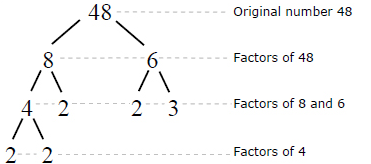 48 Original number 48
8 6 Factors of 48
4 2 2 3 Factors of 8 and 6
2 2 Factors of 4